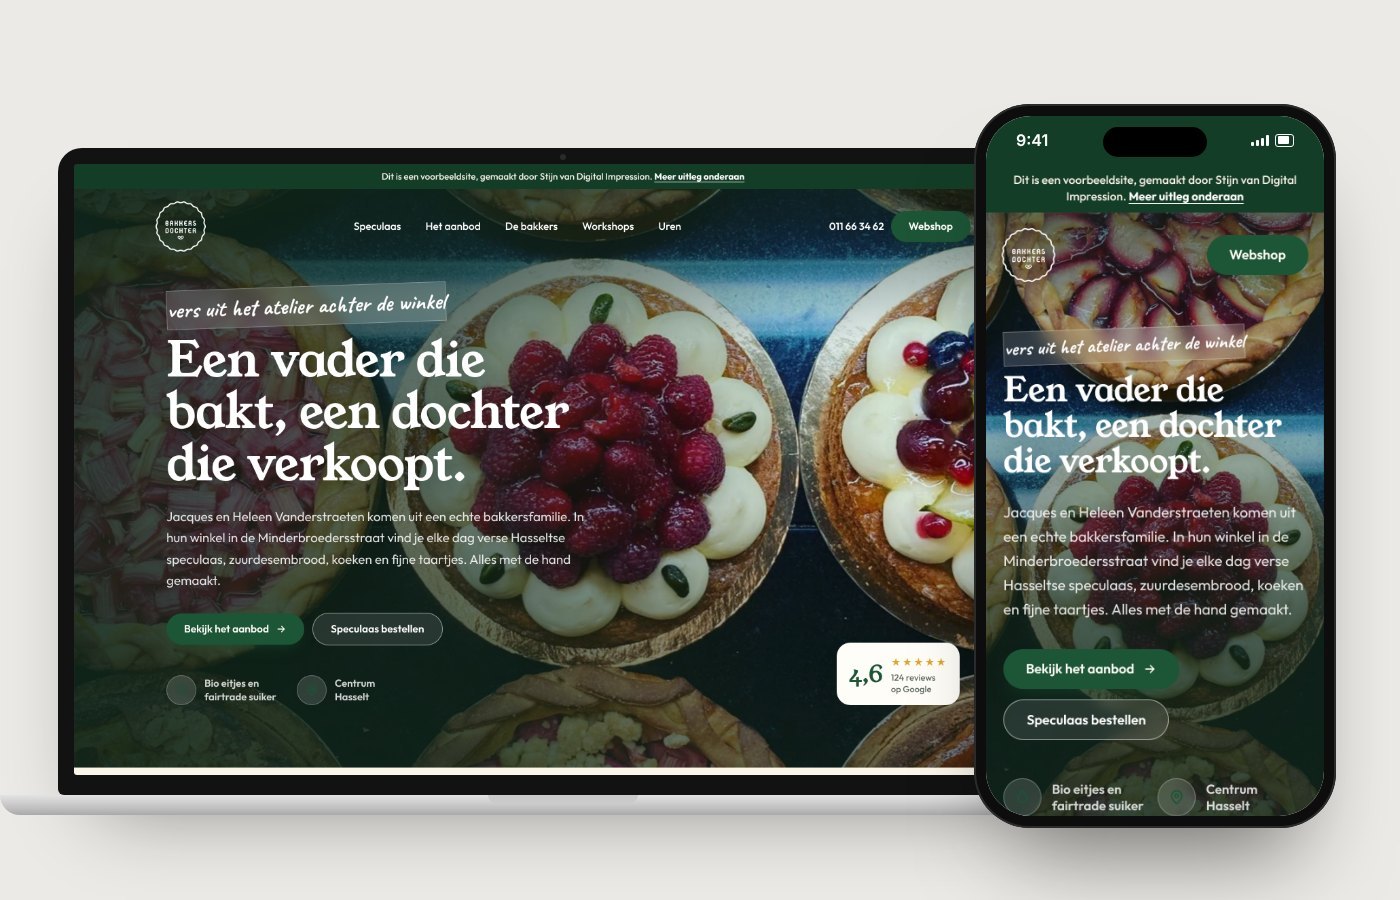 Dit is een voorbeeldsite, gemaakt door Stijn van Digital Impression. Meer uitleg onderaan
BAKKERS
DOCHTER
Speculaas
Het aanbod
De bakkers
Workshops
Uren
011 66 34 62
Webshop
vers uit het atelier achter de winkel
Een vader die
bakt, een dochter
die verkoopt.
Jacques en Heleen Vanderstraeten komen uit een echte bakkersfamilie. In
hun winkel in de Minderbroedersstraat vind je elke dag verse Hasseltse
speculaas, zuurdesembrood, koeken en fijne taartjes. Alles met de hand
gemaakt.
Bekijk het aanbod →
Speculaas bestellen
Bio eitjes en
fairtrade suiker
Centrum
Hasselt
4,6
★★★★★
124 reviews
op Google
9:41
Dit is een voorbeeldsite, gemaakt door Stijn van Digital
Impression. Meer uitleg onderaan
BAKKERS
DOCHTER
Webshop
vers uit het atelier achter de winkel
Een vader die
bakt, een dochter
die verkoopt.
Jacques en Heleen Vanderstraeten komen uit
een echte bakkersfamilie. In hun winkel in de
Minderbroedersstraat vind je elke dag verse
Hasseltse speculaas, zuurdesembrood, koeken
en fijne taartjes. Alles met de hand gemaakt.
Bekijk het aanbod →
Speculaas bestellen
Bio eitjes en
fairtrade suiker
Centrum
Hasselt